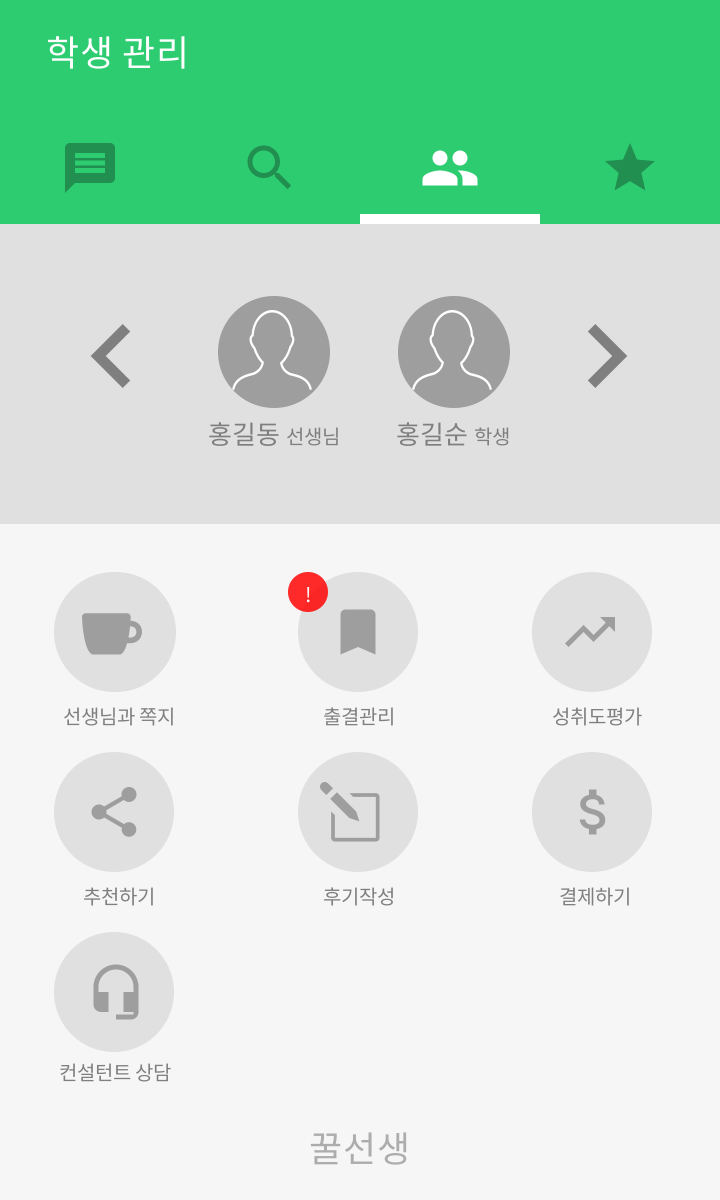 학생 관리
홍길동 선생님 홍길순 학생
!
선생님과 쪽지 출결관리 성취도평가
추천하기 후기작성 결제하기
$
컨설턴트 상담
꿀선생